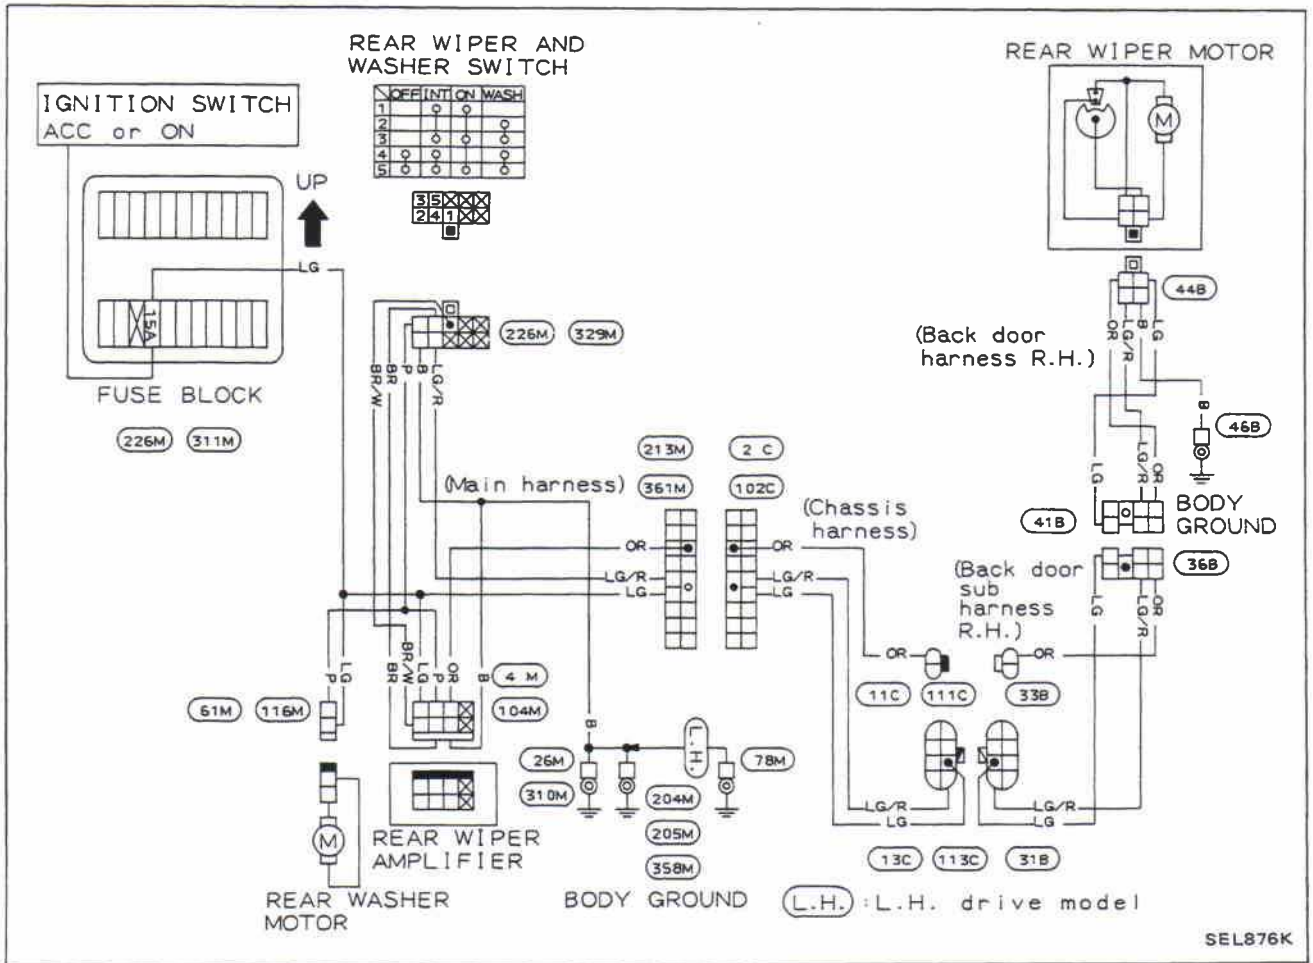 REAR WIPER AND
WASHER SWITCH
OFF INT ON WASH
1
2
3
4
5
3 5
2 4 1
REAR WIPER MOTOR
M
IGNITION SWITCH
ACC or ON
UP
LG
15A
FUSE BLOCK
226M 311M
226M 329M
BR/W BR P B LG/R
44B
(Back door
harness R.H.)
OR LG/R B LG
B
46B
LG LG/R OR
41B
BODY
GROUND
36B
(Main harness)
213M 2 C
361M 102C
(Chassis
harness)
OR OR
LG/R LG/R
LG LG
(Back door
sub
harness
R.H.)
LG LG/R OR
OR OR
11C 111C 33B
P LG BR BR/W LG P OR B
4 M
61M 116M 104M
B
L.H.
26M 78M
310M 204M
205M
358M
LG/R LG/R
LG LG
13C 113C 31B
M
REAR WIPER
AMPLIFIER
REAR WASHER
MOTOR
BODY GROUND
L.H. : L.H. drive model
SEL876K